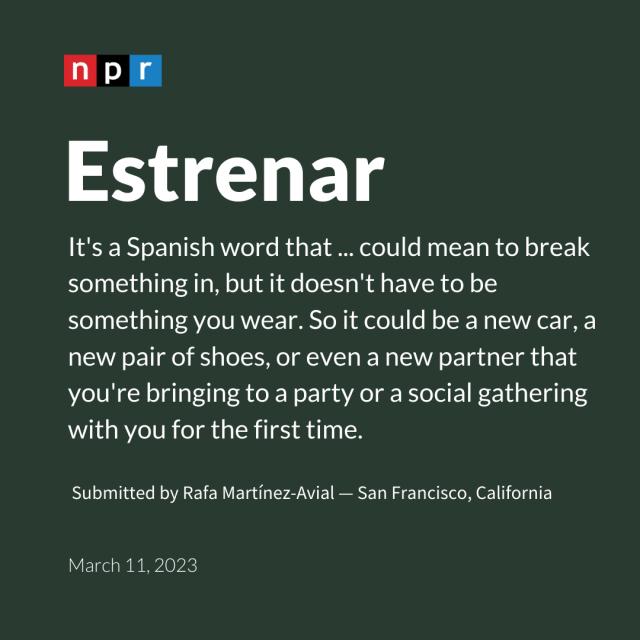 npr
Estrenar
It's a Spanish word that ... could mean to break
something in, but it doesn't have to be
something you wear. So it could be a new car, a
new pair of shoes, or even a new partner that
you're bringing to a party or a social gathering
with you for the first time.
Submitted by Rafa Martínez-Avial — San Francisco, California
March 11, 2023